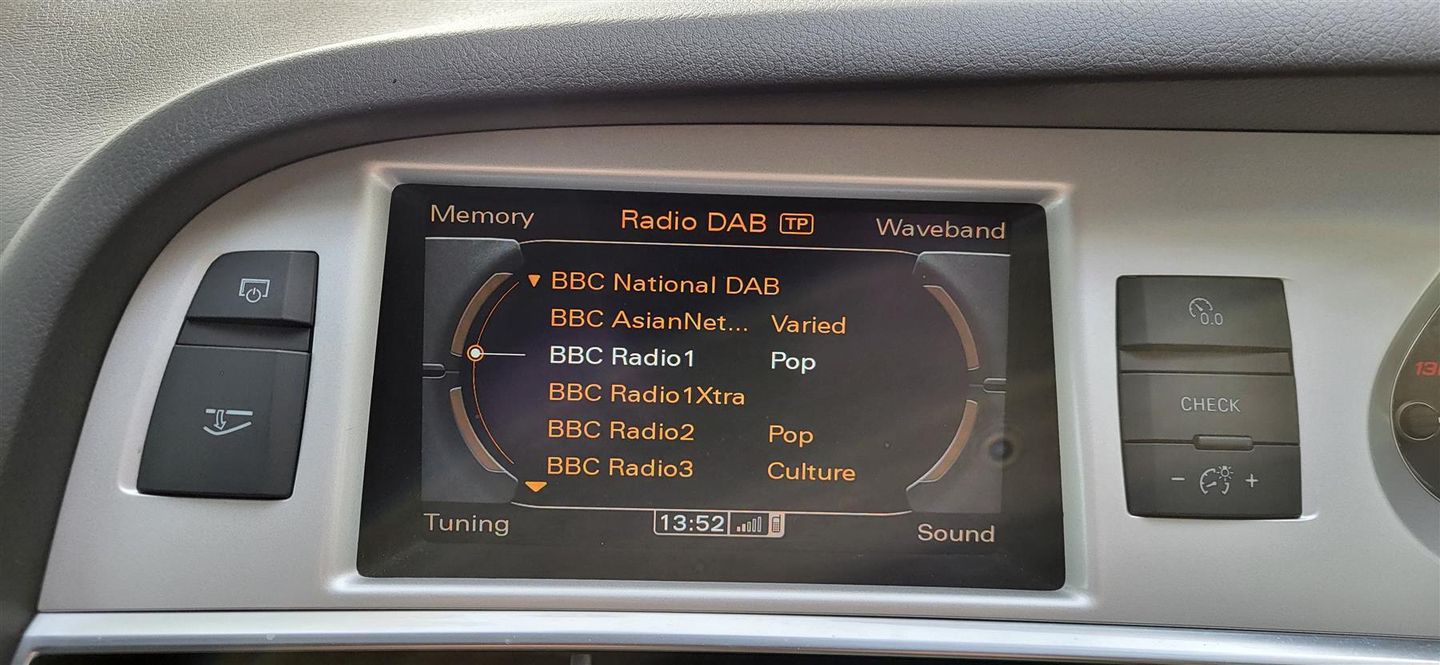 Memory
Radio DAB TP
Waveband
BBC National DAB
BBC AsianNet... Varied
BBC Radio1 Pop
BBC Radio1Xtra
BBC Radio2 Pop
BBC Radio3 Culture
Tuning
13:52
Sound
0.0
CHECK
- +